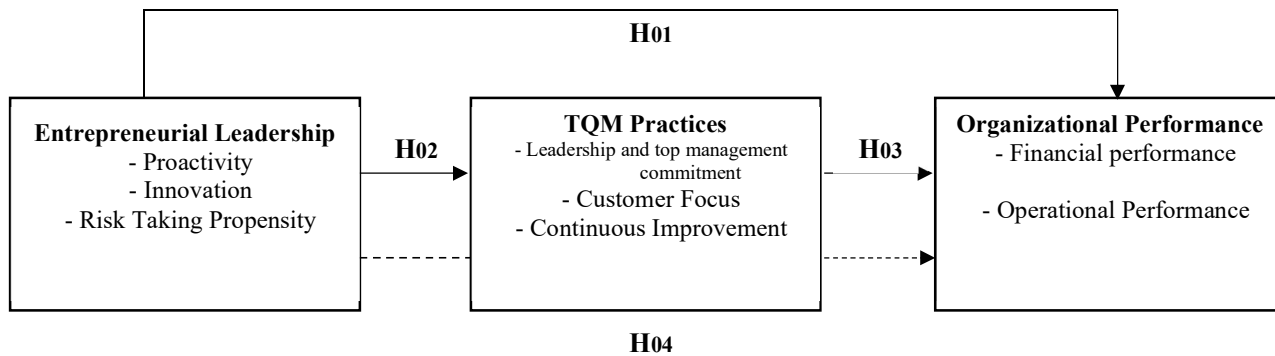 H01
Entrepreneurial Leadership
- Proactivity
- Innovation
- Risk Taking Propensity
H02
TQM Practices
- Leadership and top management
commitment
- Customer Focus
- Continuous Improvement
H03
Organizational Performance
- Financial performance
- Operational Performance
H04